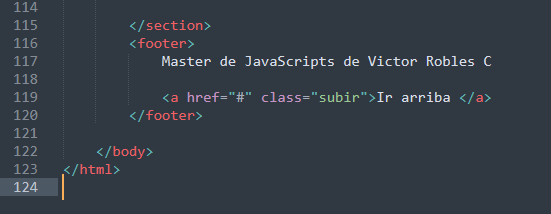 114
115 </section>
116 <footer>
117 Master de JavaScripts de Victor Robles C
118
119 <a href="#" class="subir">Ir arriba </a>
120 </footer>
121
122 </body>
123 </html>
124